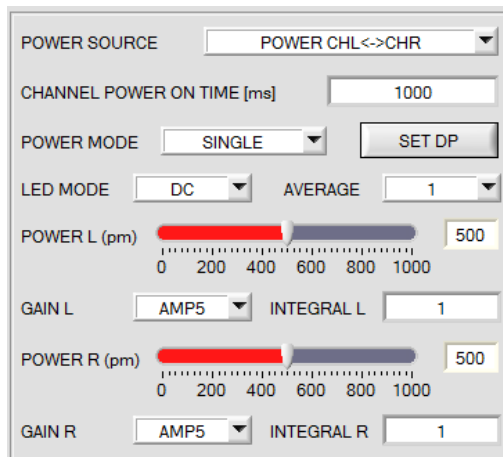 POWER SOURCE POWER CHL<->CHR
CHANNEL POWER ON TIME [ms] 1000
POWER MODE SINGLE SET DP
LED MODE DC AVERAGE 1
POWER L (pm) 500
0 200 400 600 800 1000
GAIN L AMP5 INTEGRAL L 1
POWER R (pm) 500
0 200 400 600 800 1000
GAIN R AMP5 INTEGRAL R 1